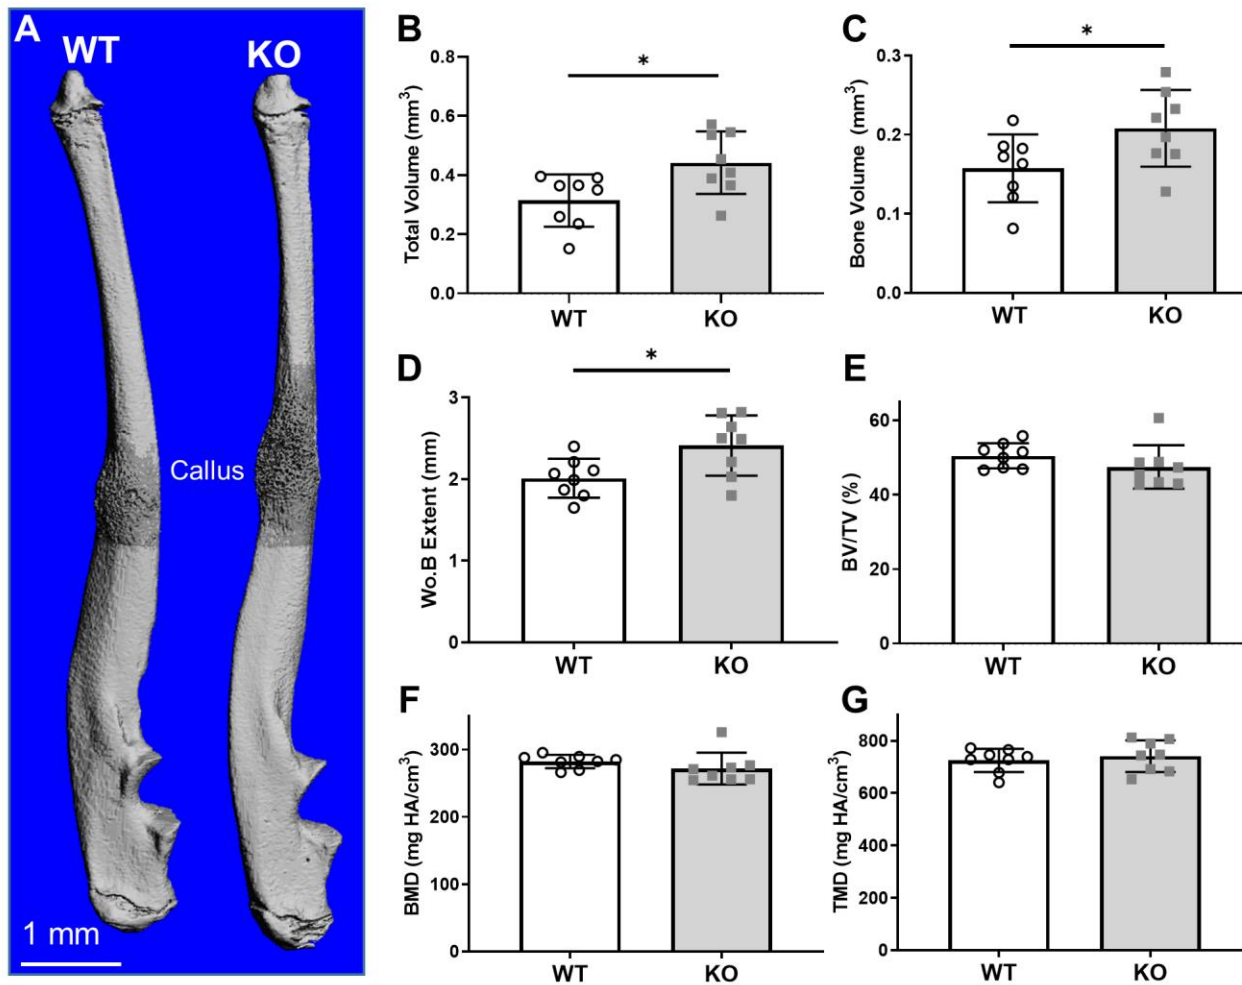 A
WT
KO
Callus
1 mm
B
*
Total Volume (mm³)
0.8
0.6
0.4
0.2
0.0
WT
KO
C
*
Bone Volume (mm³)
0.3
0.2
0.1
0.0
WT
KO
D
*
Wo.B Extent (mm)
3
2
1
0
WT
KO
E
BV/TV (%)
60
40
20
0
WT
KO
F
BMD (mg HA/cm³)
300
200
100
0
WT
KO
G
TMD (mg HA/cm³)
800
600
400
200
0
WT
KO